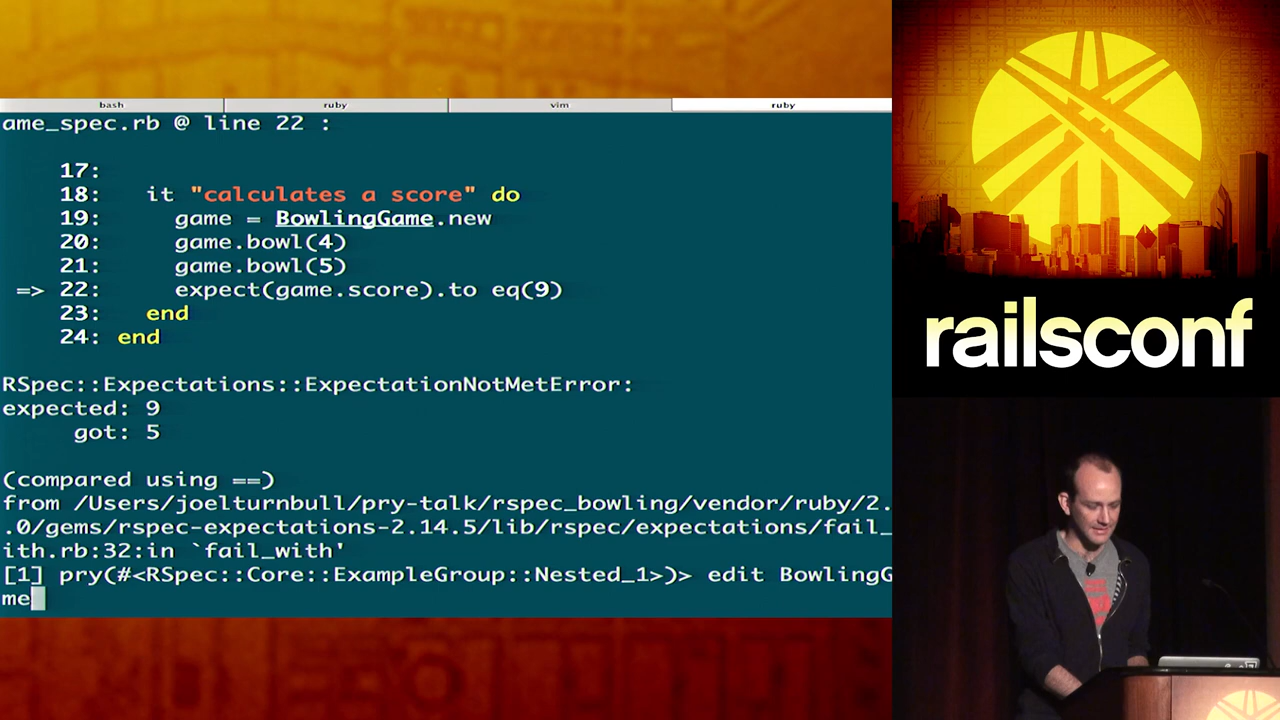 bash ruby vim ruby
ame_spec.rb @ line 22 :
17:
18: it "calculates a score" do
19: game = BowlingGame.new
20: game.bowl(4)
21: game.bowl(5)
=> 22: expect(game.score).to eq(9)
23: end
24: end
RSpec::Expectations::ExpectationNotMetError:
expected: 9
got: 5
(compared using ==)
from /Users/joelturnbull/pry-talk/rspec_bowling/vendor/ruby/2.
.0/gems/rspec-expectations-2.14.5/lib/rspec/expectations/fail_
ith.rb:32:in `fail_with'
[1] pry(#<RSpec::Core::ExampleGroup::Nested_1>)> edit BowlingG
me
railsconf